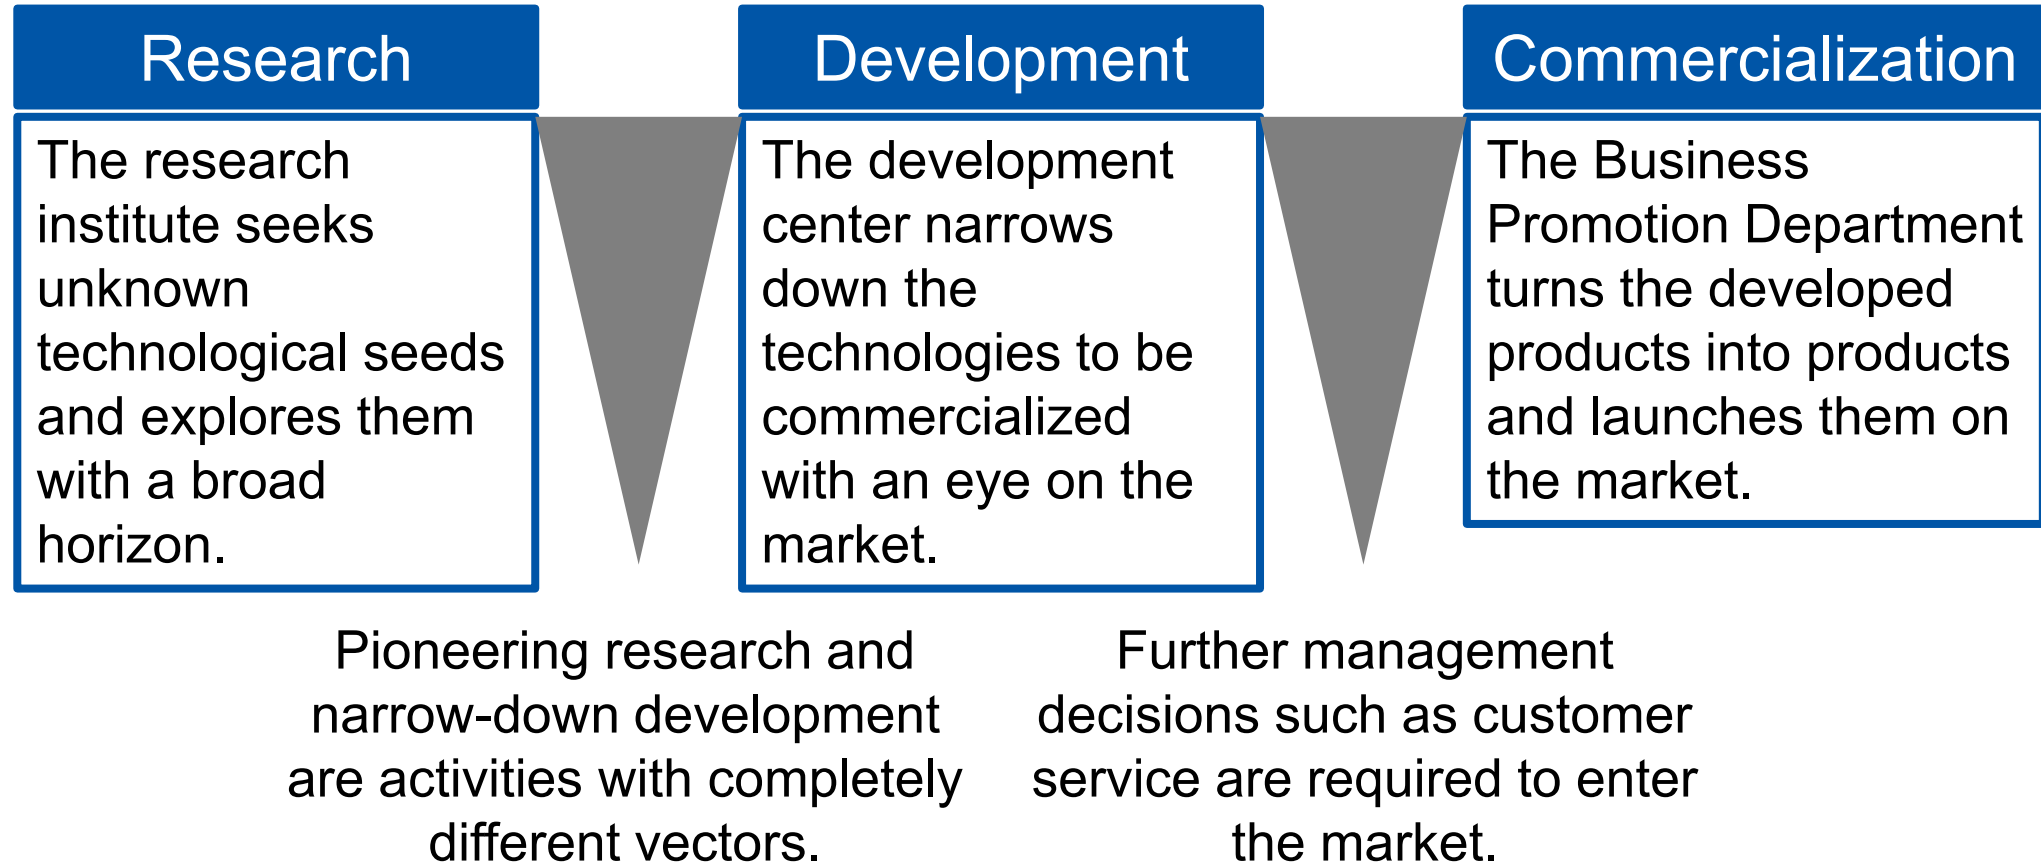 Research
The research
institute seeks
unknown
technological seeds
and explores them
with a broad
horizon.
Development
The development
center narrows
down the
technologies to be
commercialized
with an eye on the
market.
Commercialization
The Business
Promotion Department
turns the developed
products into products
and launches them on
the market.
Pioneering research and
narrow-down development
are activities with completely
different vectors.
Further management
decisions such as customer
service are required to enter
the market.